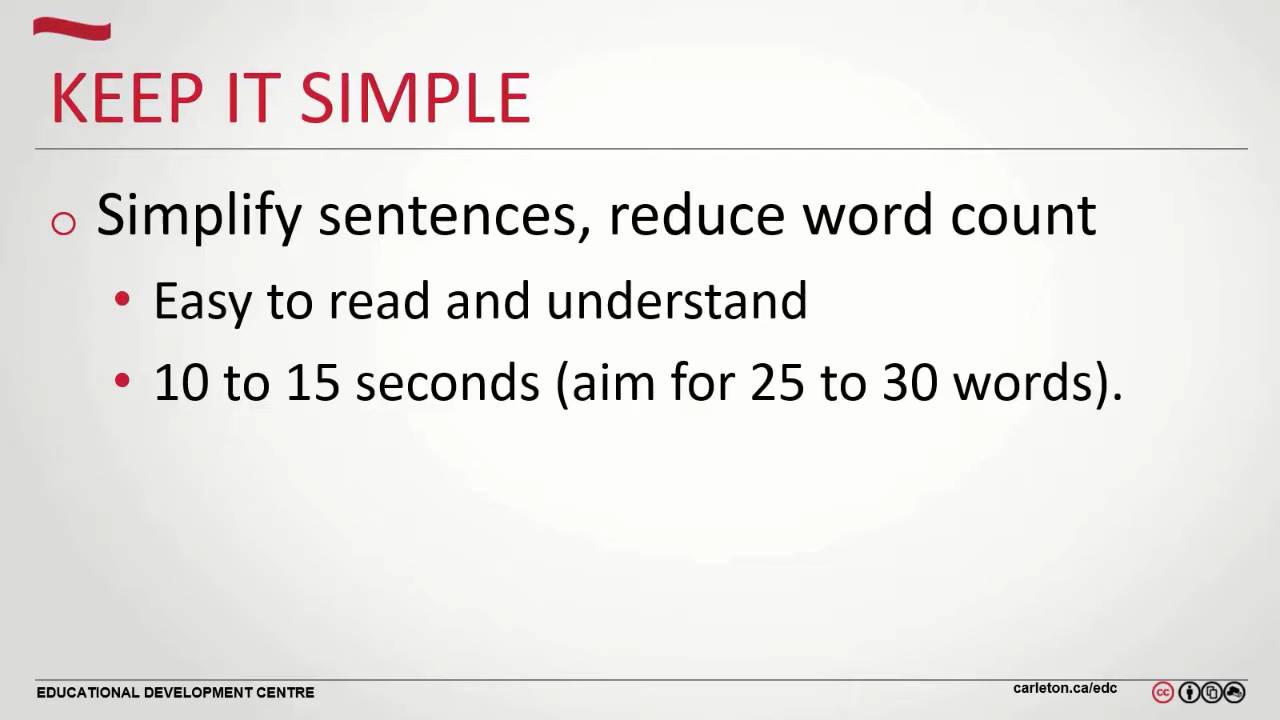 KEEP IT SIMPLE
Simplify sentences, reduce word count
Easy to read and understand
10 to 15 seconds (aim for 25 to 30 words).
EDUCATIONAL DEVELOPMENT CENTRE
carleton.ca/edc
cc